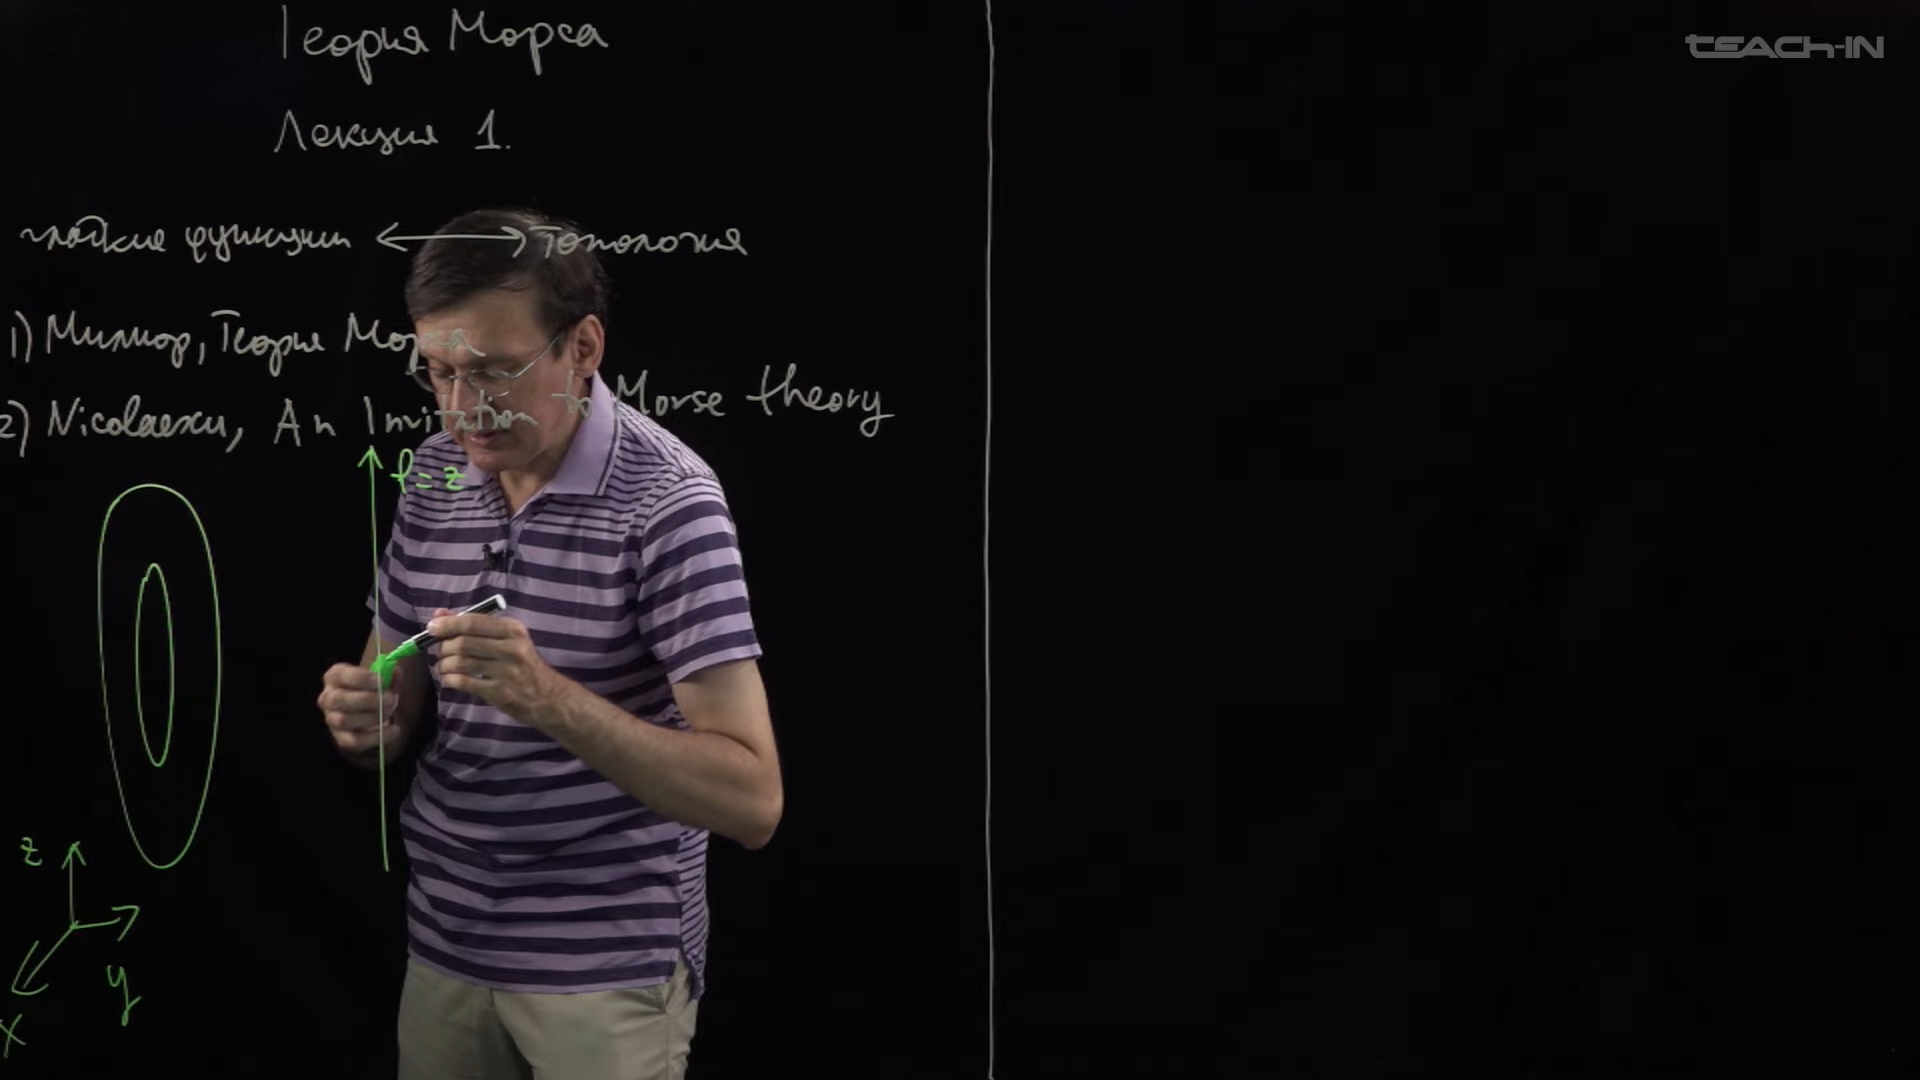 Теория Морса
Лекция 1.
гладкие функции ⟷ Топология
1) Милнор, Теория Морса
2) Nicolaescu, An Invitation to Morse theory
f = z
z
y
x
TEACH-IN